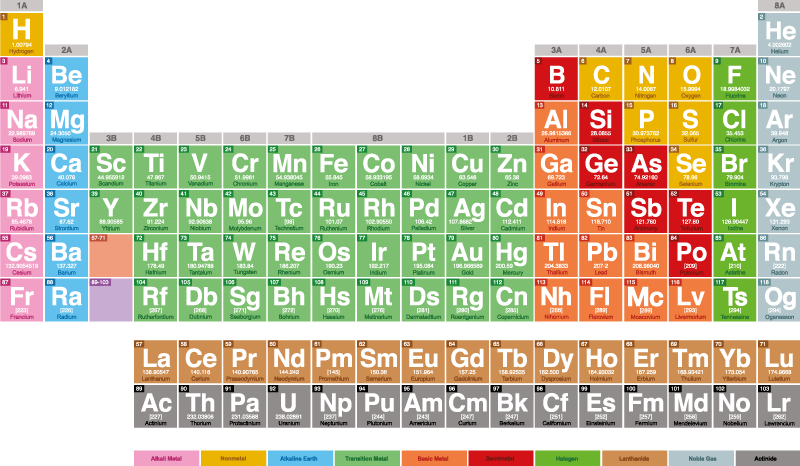 1A 8A
1 2
H He
1.00794 4.002602
Hydrogen Helium
2A 3A 4A 5A 6A 7A
3 4 5 6 7 8 9 10
Li Be B C N O F Ne
6.941 9.012182 10.811 12.0107 14.0067 15.9994 18.9984032 20.1797
Lithium Beryllium Boron Carbon Nitrogen Oxygen Fluorine Neon
11 12 13 14 15 16 17 18
Na Mg Al Si P S Cl Ar
22.989769 24.3050 26.9815386 28.0855 30.973762 32.065 35.453 39.948
Sodium Magnesium Aluminum Silicon Phosphorus Sulfur Chlorine Argon
3B 4B 5B 6B 7B 8B 1B 2B
19 20 21 22 23 24 25 26 27 28 29 30 31 32 33 34 35 36
K Ca Sc Ti V Cr Mn Fe Co Ni Cu Zn Ga Ge As Se Br Kr
39.0983 40.078 44.955912 47.867 50.9415 51.9961 54.938045 55.845 58.933195 58.6934 63.546 65.38 69.723 72.64 74.92160 78.96 79.904 83.798
Potassium Calcium Scandium Titanium Vanadium Chromium Manganese Iron Cobalt Nickel Copper Zinc Gallium Germanium Arsenic Selenium Bromine Krypton
37 38 39 40 41 42 43 44 45 46 47 48 49 50 51 52 53 54
Rb Sr Y Zr Nb Mo Tc Ru Rh Pd Ag Cd In Sn Sb Te I Xe
85.4678 87.62 88.90585 91.224 92.90638 95.96 101.07 102.90550 106.42 107.8682 112.411 114.818 118.710 121.760 127.60 126.90447 131.293
Rubidium Strontium Yttrium Zirconium Niobium Molybdenum Technetium Ruthenium Rhodium Palladium Silver Cadmium Indium Tin Antimony Tellurium Iodine Xenon
55 56 57-71 72 73 74 75 76 77 78 79 80 81 82 83 84 85 86
Cs Ba Hf Ta W Re Os Ir Pt Au Hg Tl Pb Bi Po At Rn
132.9054519 137.327 178.49 180.94788 183.84 186.207 190.23 192.217 195.084 196.966569 200.59 204.3833 207.2 208.98040 [209] [210] [222]
Cesium Barium Hafnium Tantalum Tungsten Rhenium Osmium Iridium Platinum Gold Mercury Thallium Lead Bismuth Polonium Astatine Radon
87 88 89-103 104 105 106 107 108 109 110 111 112 113 114 115 116 117 118
Fr Ra Rf Db Sg Bh Hs Mt Ds Rg Cn Nh Fl Mc Lv Ts Og
[223] [226] [267] [268] [271] [272] [270] [276] [281] [280] [285] [284] [289] [288] [293] [294] [294]
Francium Radium Rutherfordium Dubnium Seaborgium Bohrium Hassium Meitnerium Darmstadtium Roentgenium Copernicium Nihonium Flerovium Moscovium Livermorium Tennessine Oganesson
57 58 59 60 61 62 63 64 65 66 67 68 69 70 71
La Ce Pr Nd Pm Sm Eu Gd Tb Dy Ho Er Tm Yb Lu
138.90547 140.116 140.90765 144.242 [145] 150.36 151.964 157.25 158.92535 162.500 164.93032 167.259 168.93421 173.054 174.9668
Lanthanum Cerium Praseodymium Neodymium Promethium Samarium Europium Gadolinium Terbium Dysprosium Holmium Erbium Thulium Ytterbium Lutetium
89 90 91 92 93 94 95 96 97 98 99 100 101 102 103
Ac Th Pa U Np Pu Am Cm Bk Cf Es Fm Md No Lr
[227] 232.03806 231.03588 238.02891 [237] [244] [243] [247] [247] [251] [252] [257] [258] [259] [262]
Actinium Thorium Protactinium Uranium Neptunium Plutonium Americium Curium Berkelium Californium Einsteinium Fermium Mendelevium Nobelium Lawrencium
Alkali Metal Nonmetal Alkaline Earth Transition Metal Basic Metal Semimetal Halogen Lanthanide Noble Gas Actinide